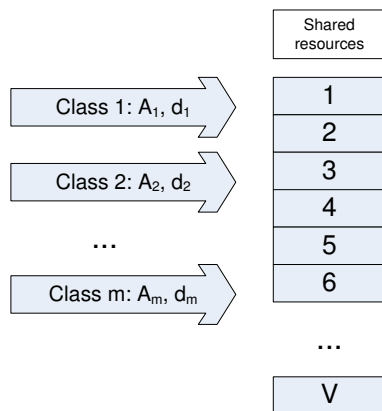 Shared
resources
Class 1: A₁, d₁
Class 2: A₂, d₂
...
Class m: Aₘ, dₘ
1
2
3
4
5
6
...
V